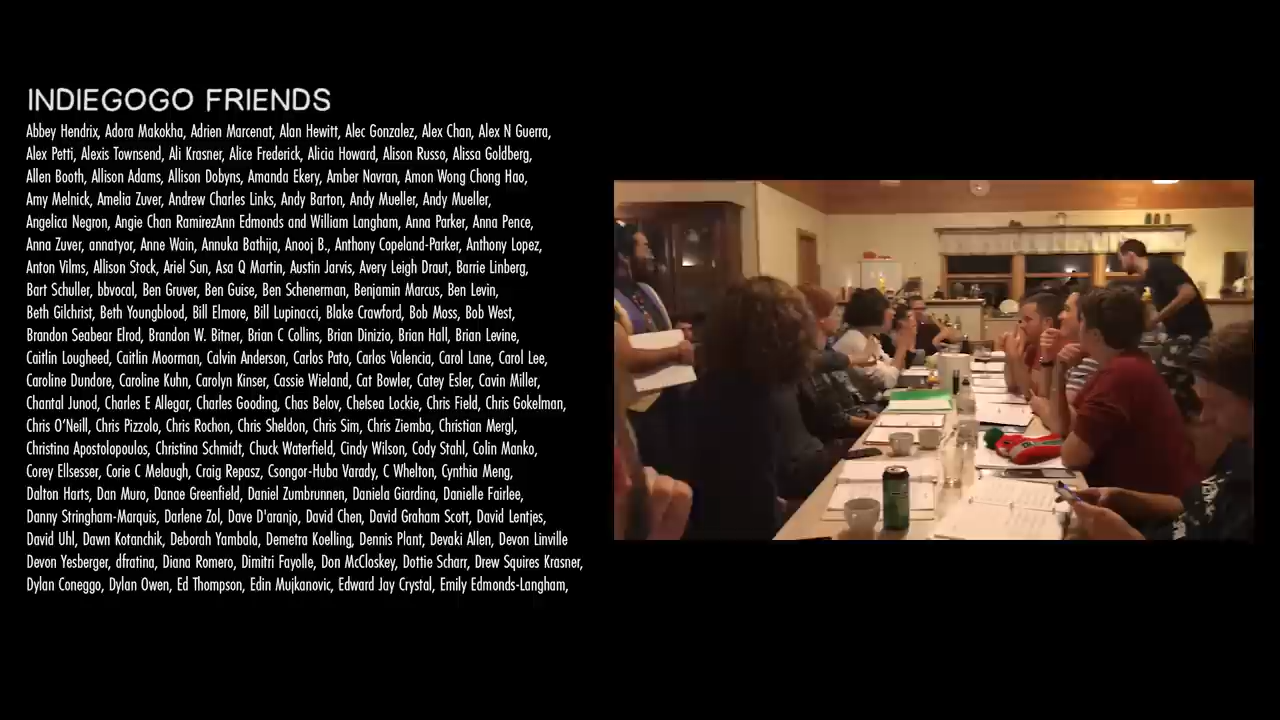 INDIEGOGO FRIENDS
Abbey Hendrix, Adora Makokha, Adrien Marcenat, Alan Hewitt, Alec Gonzalez, Alex Chan, Alex N Guerra,
Alex Petti, Alexis Townsend, Ali Krasner, Alice Frederick, Alicia Howard, Alison Russo, Alissa Goldberg,
Allen Booth, Allison Adams, Allison Dobyns, Amanda Ekery, Amber Navran, Amon Wong Chong Hao,
Amy Melnick, Amelia Zuver, Andrew Charles Links, Andy Barton, Andy Mueller, Andy Mueller,
Angelica Negron, Angie Chan RamirezAnn Edmonds and William Langham, Anna Parker, Anna Pence,
Anna Zuver, annatyor, Anne Wain, Annuka Bathija, Anooj B., Anthony Copeland-Parker, Anthony Lopez,
Anton Vilms, Allison Stock, Ariel Sun, Asa Q Martin, Austin Jarvis, Avery Leigh Draut, Barrie Linberg,
Bart Schuller, bbvocal, Ben Gruver, Ben Guise, Ben Schenerman, Benjamin Marcus, Ben Levin,
Beth Gilchrist, Beth Youngblood, Bill Elmore, Bill Lupinacci, Blake Crawford, Bob Moss, Bob West,
Brandon Seabear Elrod, Brandon W. Bitner, Brian C Collins, Brian Dinizio, Brian Hall, Brian Levine,
Caitlin Lougheed, Caitlin Moorman, Calvin Anderson, Carlos Pato, Carlos Valencia, Carol Lane, Carol Lee,
Caroline Dundore, Caroline Kuhn, Carolyn Kinser, Cassie Wieland, Cat Bowler, Catey Esler, Cavin Miller,
Chantal Junod, Charles E Allegar, Charles Gooding, Chas Belov, Chelsea Lockie, Chris Field, Chris Gokelman,
Chris O'Neill, Chris Pizzolo, Chris Rochon, Chris Sheldon, Chris Sim, Chris Ziemba, Christian Mergl,
Christina Apostolopoulos, Christina Schmidt, Chuck Waterfield, Cindy Wilson, Cody Stahl, Colin Manko,
Corey Ellsesser, Corie C Melaugh, Craig Repasz, Csongor-Huba Varady, C Whelton, Cynthia Meng,
Dalton Harts, Dan Muro, Danae Greenfield, Daniel Zumbrunnen, Daniela Giardina, Danielle Fairlee,
Danny Stringham-Marquis, Darlene Zol, Dave D'aranjo, David Chen, David Graham Scott, David Lentjes,
David Uhl, Dawn Kotanchik, Deborah Yambala, Demetra Koelling, Dennis Plant, Devaki Allen, Devon Linville
Devon Yesberger, dfratina, Diana Romero, Dimitri Fayolle, Don McCloskey, Dottie Scharr, Drew Squires Krasner,
Dylan Coneggo, Dylan Owen, Ed Thompson, Edin Mujkanovic, Edward Jay Crystal, Emily Edmonds-Langham,